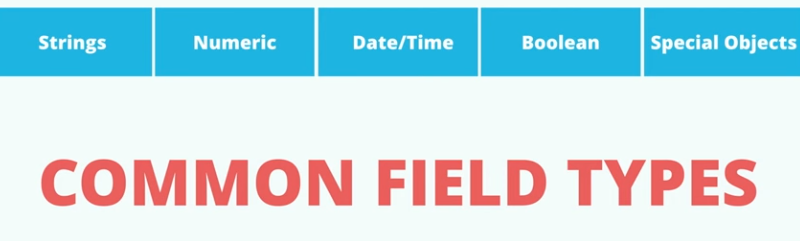 Strings Numeric Date/Time Boolean Special Objects
COMMON FIELD TYPES